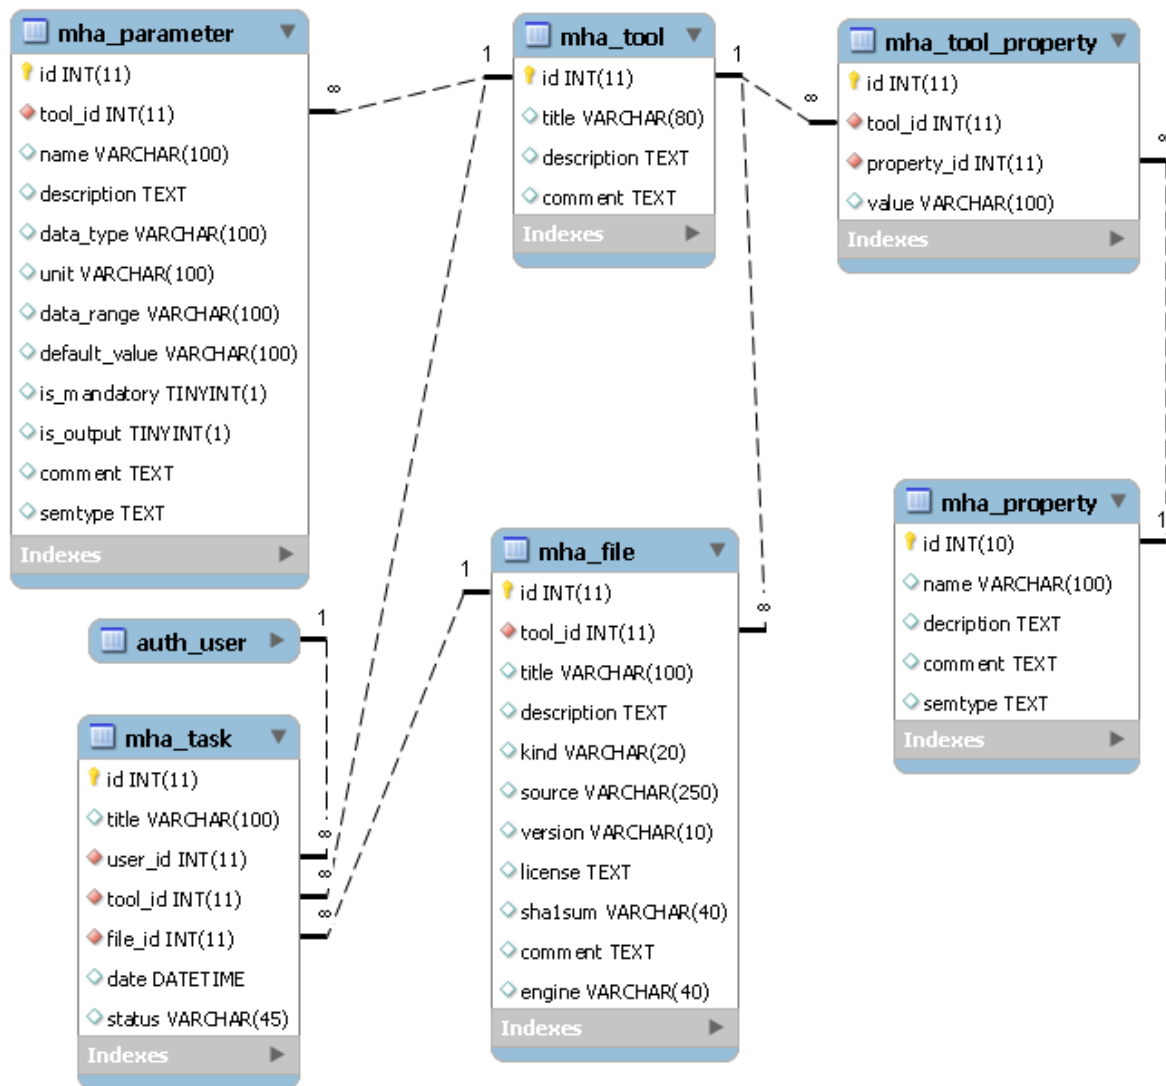 mha_parameter
id INT(11)
tool_id INT(11)
name VARCHAR(100)
description TEXT
data_type VARCHAR(100)
unit VARCHAR(100)
data_range VARCHAR(100)
default_value VARCHAR(100)
is_mandatory TINYINT(1)
is_output TINYINT(1)
comment TEXT
semtype TEXT
Indexes
∞
1
mha_tool
id INT(11)
title VARCHAR(80)
description TEXT
comment TEXT
Indexes
1
∞
mha_tool_property
id INT(11)
tool_id INT(11)
property_id INT(11)
value VARCHAR(100)
Indexes
∞
1
mha_property
id INT(10)
name VARCHAR(100)
decription TEXT
comment TEXT
semtype TEXT
Indexes
1
mha_file
id INT(11)
tool_id INT(11)
title VARCHAR(100)
description TEXT
kind VARCHAR(20)
source VARCHAR(250)
version VARCHAR(10)
license TEXT
sha1sum VARCHAR(40)
comment TEXT
engine VARCHAR(40)
Indexes
∞
auth_user
1
mha_task
id INT(11)
title VARCHAR(100)
user_id INT(11)
tool_id INT(11)
file_id INT(11)
date DATETIME
status VARCHAR(45)
Indexes
∞
∞
∞